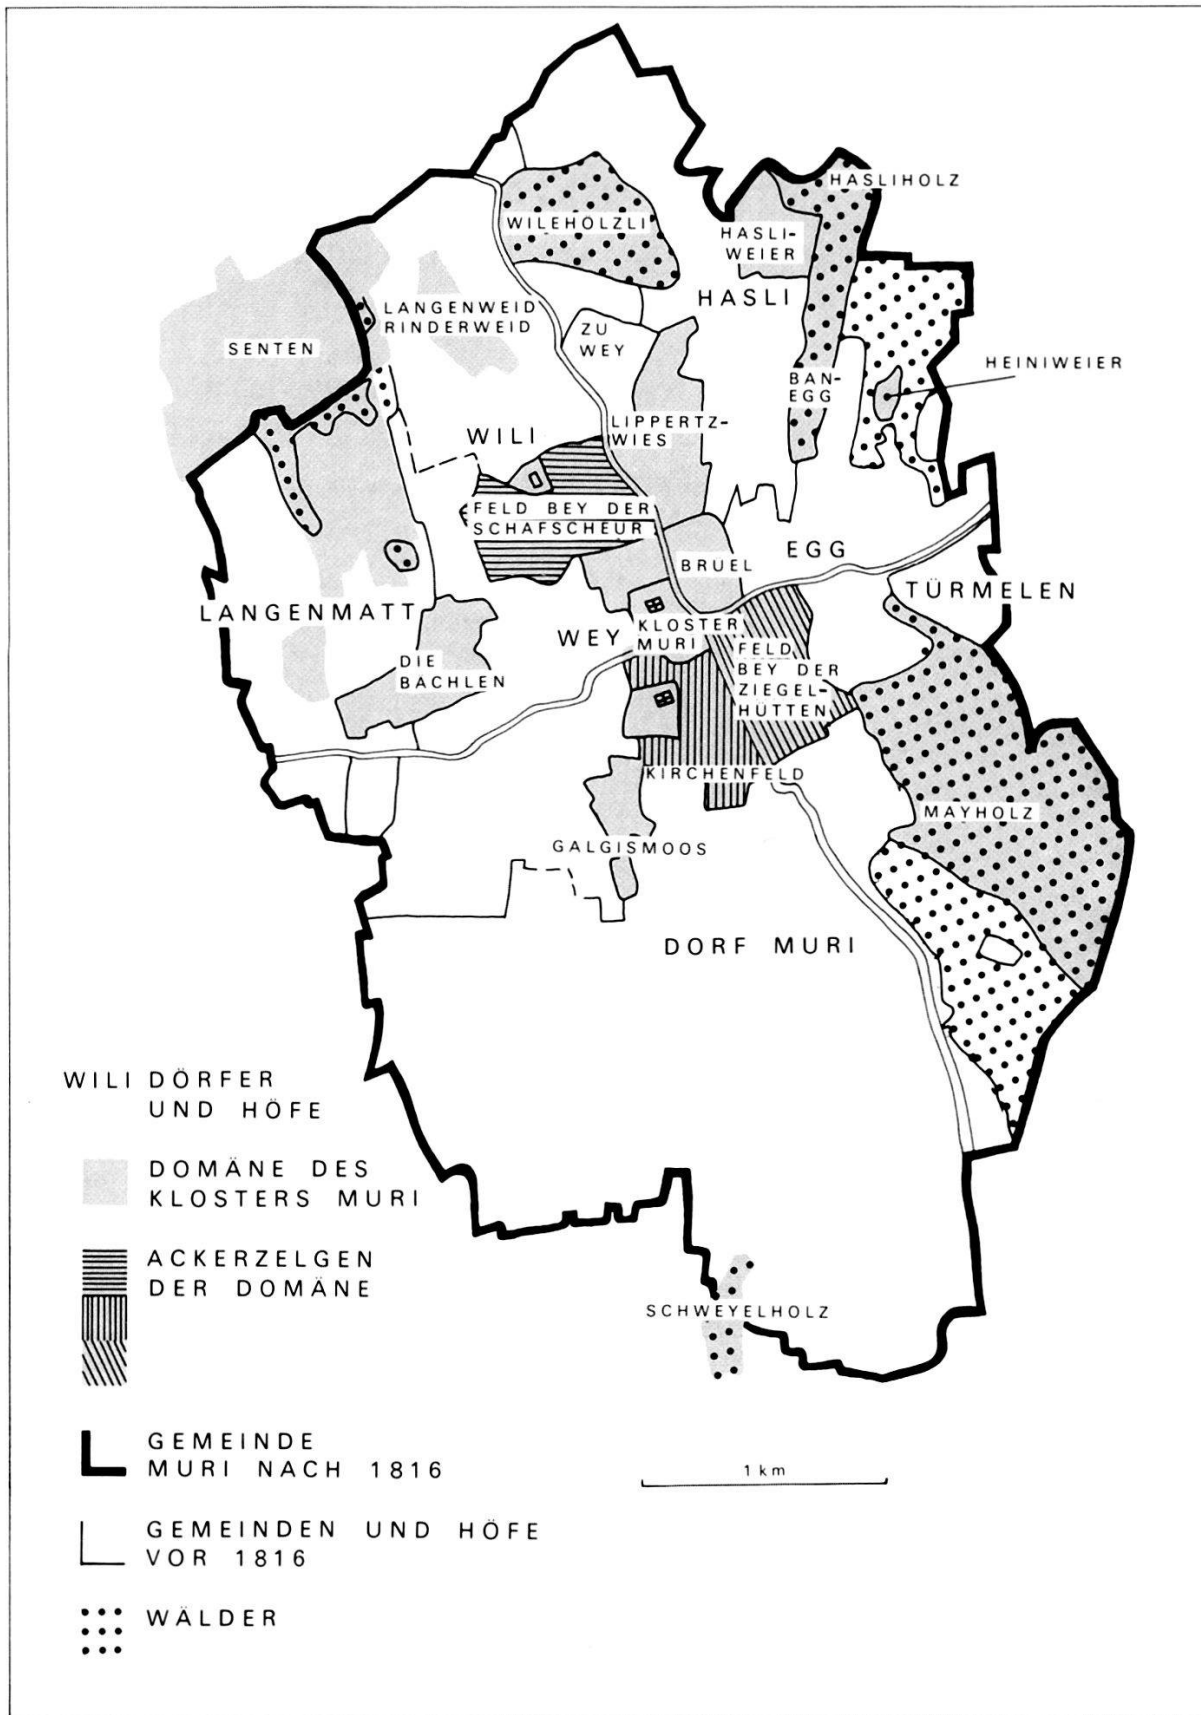 HASLIHOLZ
WILEHÖLZLI
HASLI-
WEIER
HASLI
LANGENWEID
RINDERWEID
ZU
WEY
SENTEN
HEINIWEIER
BAN-
EGG
LIPPERTZ-
WIES
WILI
FELD BEY DER
SCHAFSCHEUR
EGG
BRÜEL
TÜRMELEN
LANGENMATT
WEY
KLOSTER
MURI
FELD
BEY DER
ZIEGEL-
HÜTTEN
DIE
BACHLEN
KIRCHENFELD
MAYHOLZ
GALGISMOOS
DORF MURI
WILI DÖRFER
UND HÖFE
DOMÄNE DES
KLOSTERS MURI
ACKERZELGEN
DER DOMÄNE
SCHWEYELHOLZ
GEMEINDE
MURI NACH 1816
1 km
GEMEINDEN UND HÖFE
VOR 1816
WÄLDER